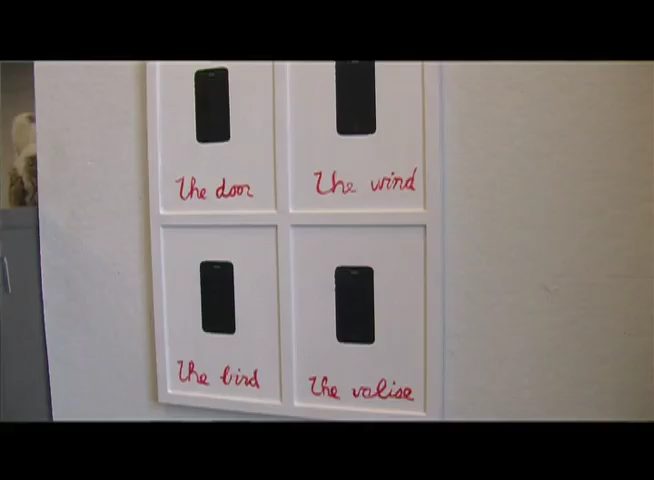 the door
the wind
the bird
the valise